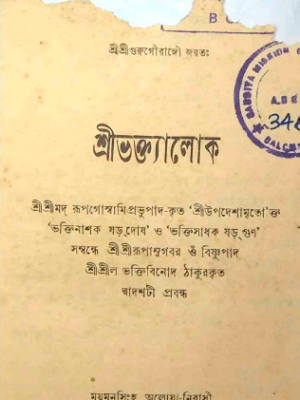 শ্রীশ্রীগুরুগৌরাঙ্গৌ জয়তঃ
শ্রীভক্ত্যালোক
শ্রীশ্রীমদ্ রূপগোস্বামিপ্রভুপাদ-কৃত ‘শ্রীউপদেশামৃতো’ক্ত
‘ভক্তিনাশক ষড়্‌দোষ’ ও ‘ভক্তিসাধক ষড়্‌গুণ’
সম্বন্ধে শ্রীশ্রীরূপানুগবর ওঁ বিষ্ণুপাদ
শ্রীশ্রীল ভক্তিবিনোদ ঠাকুরকৃত
দ্বাদশটী প্রবন্ধ
ময়মনসিংহ